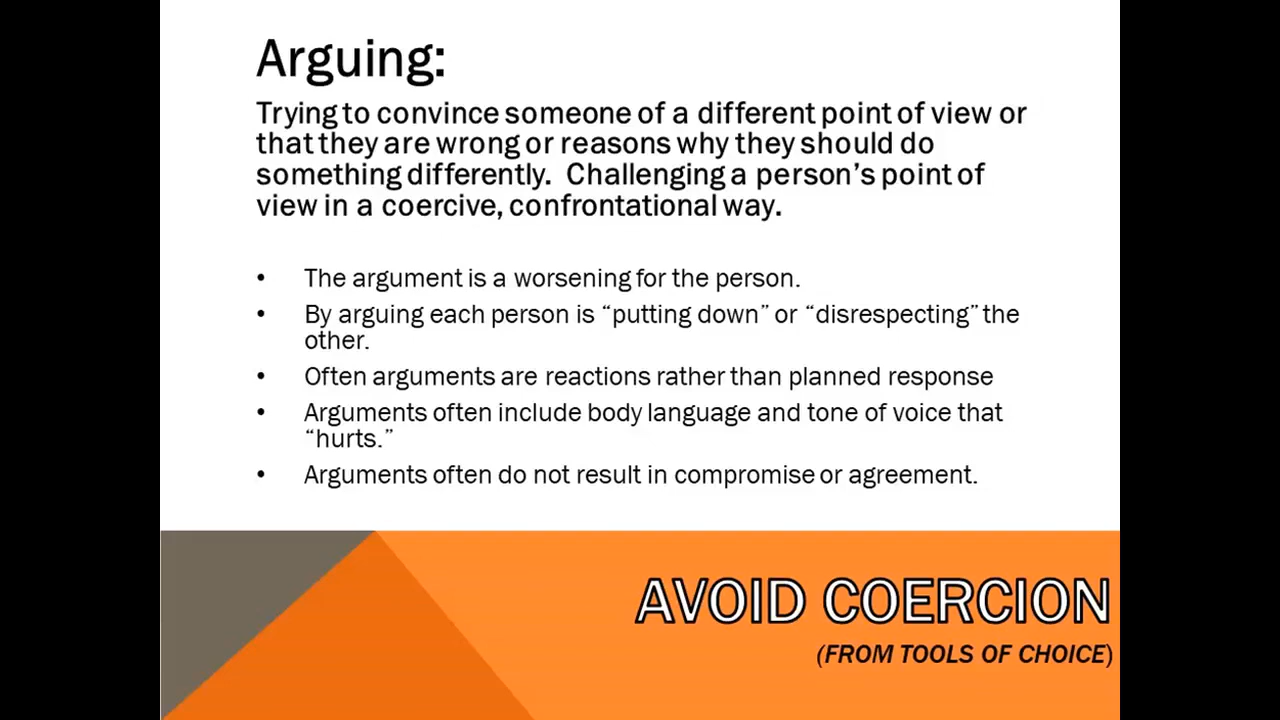 Arguing:
Trying to convince someone of a different point of view or
that they are wrong or reasons why they should do
something differently.  Challenging a person’s point of
view in a coercive, confrontational way.
• The argument is a worsening for the person.
• By arguing each person is “putting down” or “disrespecting” the
other.
• Often arguments are reactions rather than planned response
• Arguments often include body language and tone of voice that
“hurts.”
• Arguments often do not result in compromise or agreement.
AVOID COERCION
(FROM TOOLS OF CHOICE)